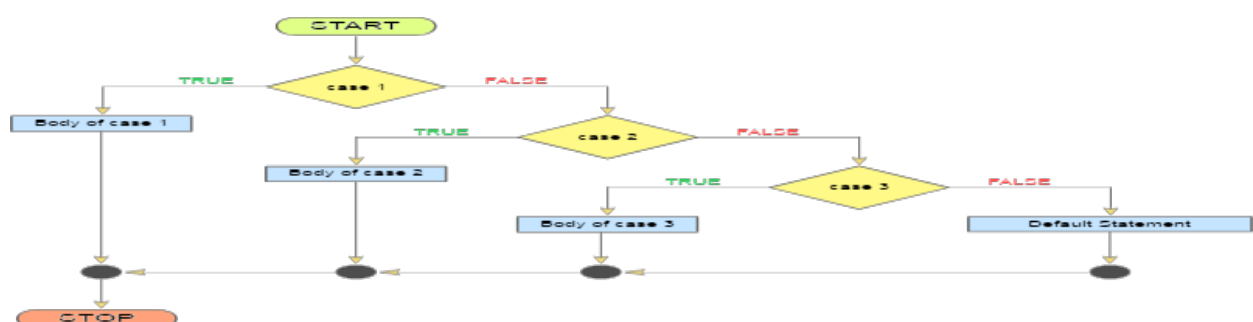 START
TRUE
FALSE
case 1
Body of case 1
TRUE
FALSE
case 2
Body of case 2
TRUE
FALSE
case 3
Body of case 3
Default Statement
STOP